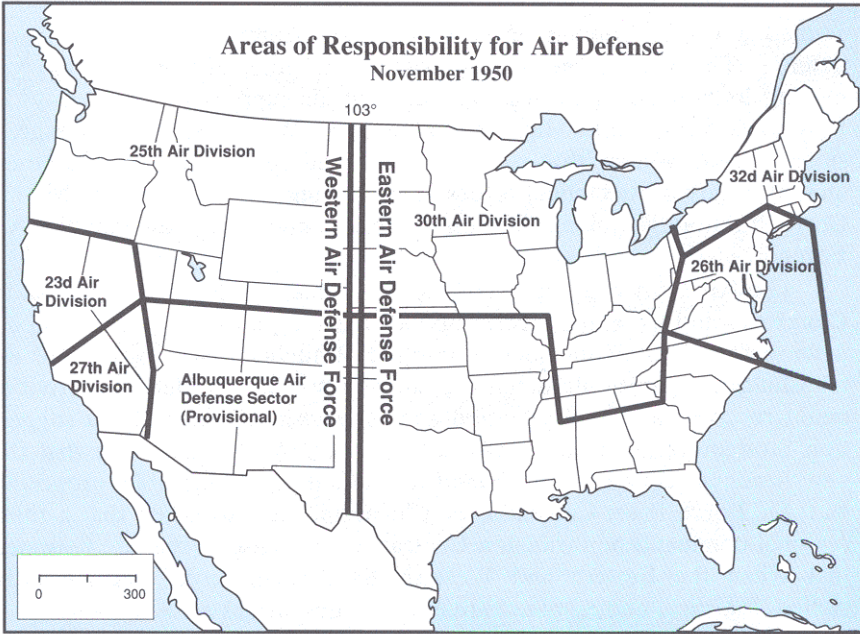 Areas of Responsibility for Air Defense
November 1950
103°
25th Air Division
32d Air Division
Western Air Defense Force
Eastern Air Defense Force
30th Air Division
26th Air Division
23d Air
Division
27th Air
Division
Albuquerque Air
Defense Sector
(Provisional)
0 300